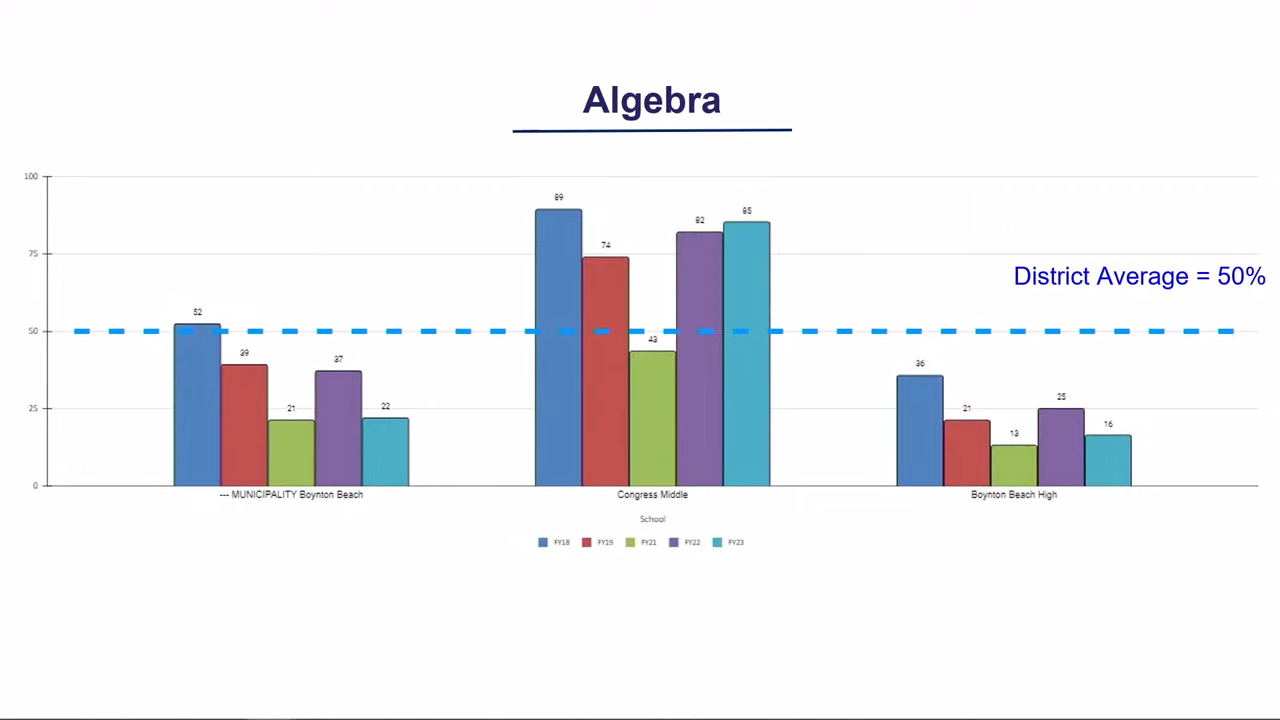 Algebra
100
75
50
25
0
District Average = 50%
52
39
21
37
22
89
74
43
82
85
36
21
13
25
16
--- MUNICIPALITY Boynton Beach
Congress Middle
Boynton Beach High
School
FY18 FY19 FY21 FY22 FY23